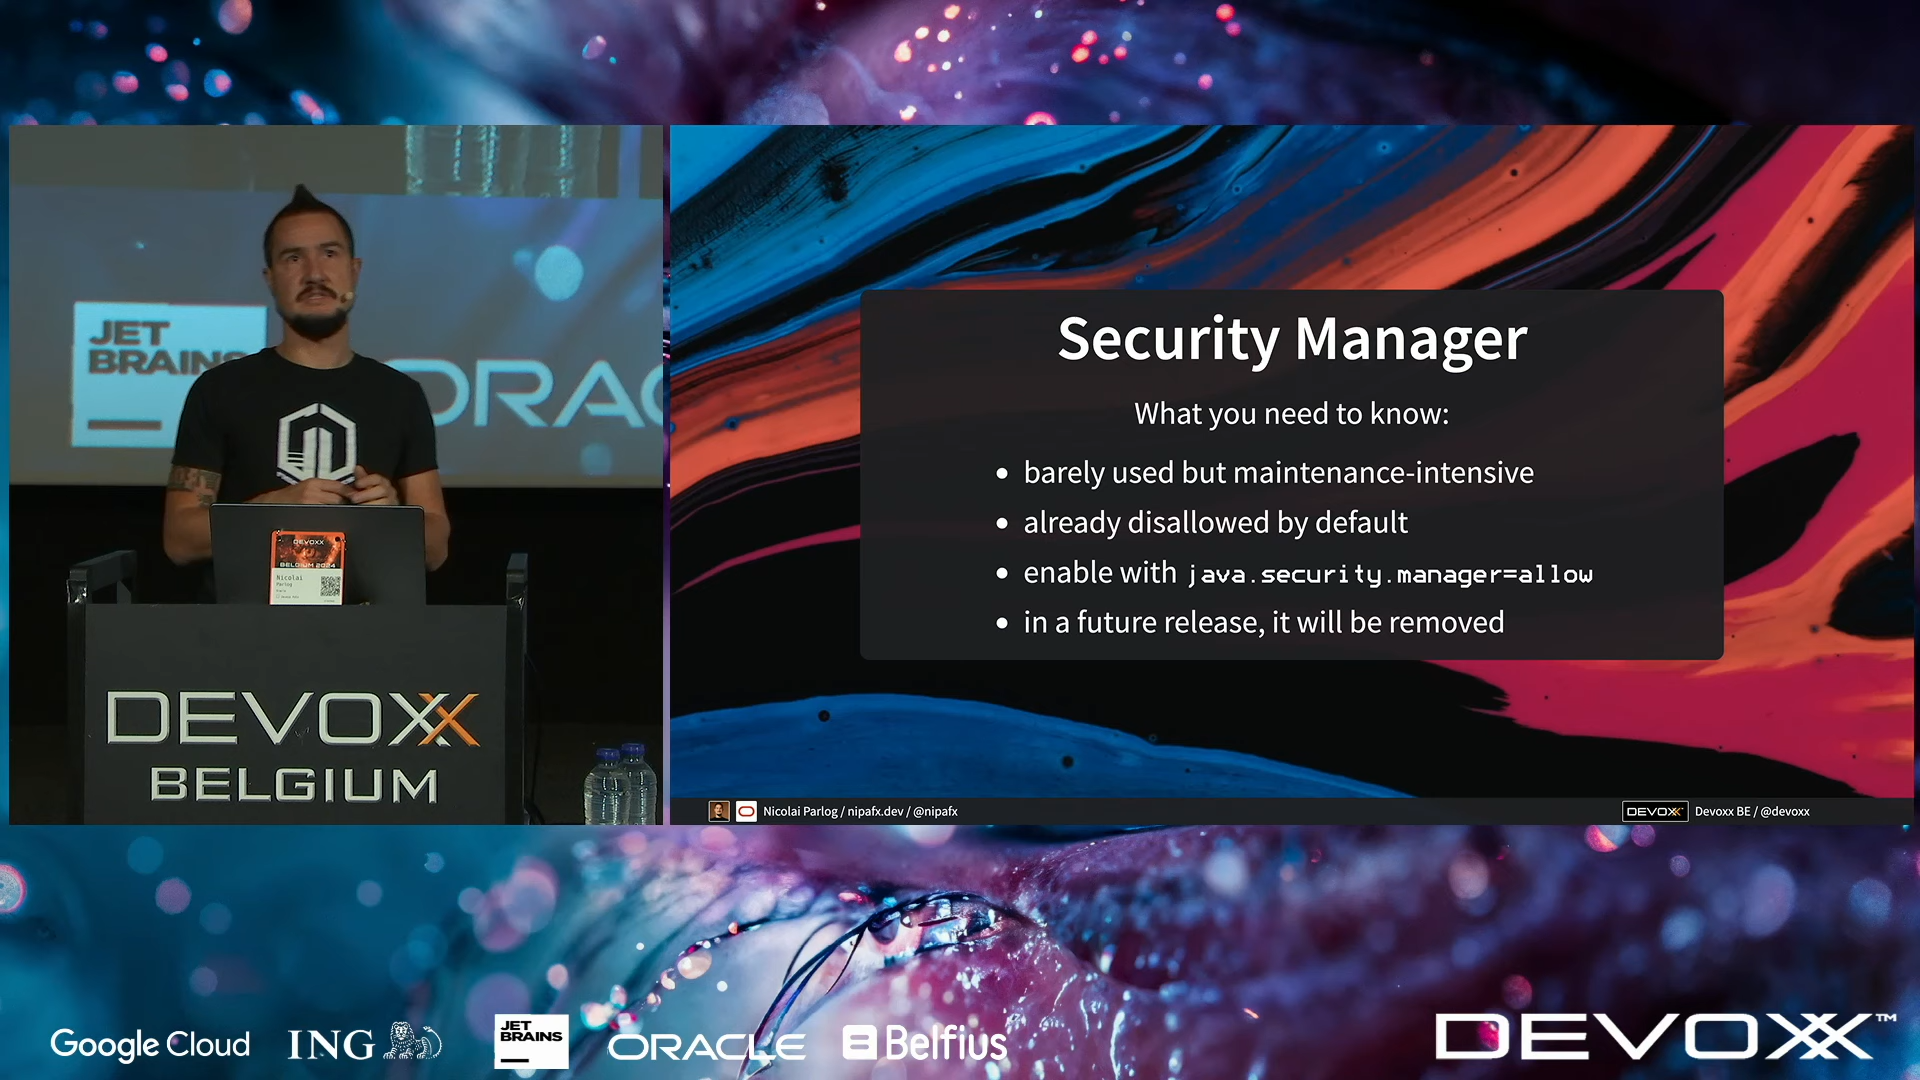 JET
BRAINS
ORAC
DEVOXX
BELGIUM 2024
Nicolai
Parlog
DEVOXX
BELGIUM
Security Manager
What you need to know:
• barely used but maintenance-intensive
• already disallowed by default
• enable with java.security.manager=allow
• in a future release, it will be removed
Nicolai Parlog / nipafx.dev / @nipafx
DEVOXX
Devoxx BE / @devoxx
Google Cloud
ING
JET
BRAINS
ORACLE
Belfius
DEVOXX™